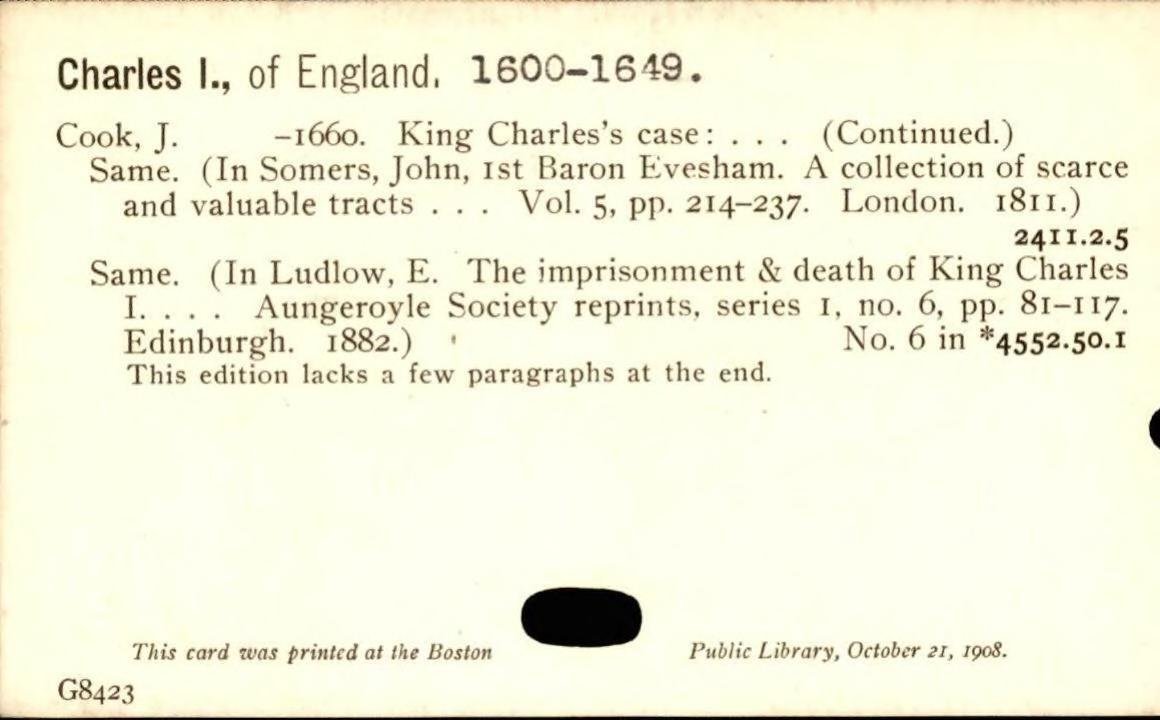 Charles I., of England. 1600-1649.
Cook, J. -1660. King Charles's case: . . . (Continued.)
Same. (In Somers, John, 1st Baron Evesham. A collection of scarce
and valuable tracts . . . Vol. 5, pp. 214-237. London. 1811.)
2411.2.5
Same. (In Ludlow, E. The imprisonment & death of King Charles
I. . . . Aungeroyle Society reprints, series 1, no. 6, pp. 81-117.
Edinburgh. 1882.) No. 6 in *4552.50.1
This edition lacks a few paragraphs at the end.
This card was printed at the Boston Public Library, October 21, 1908.
G8423